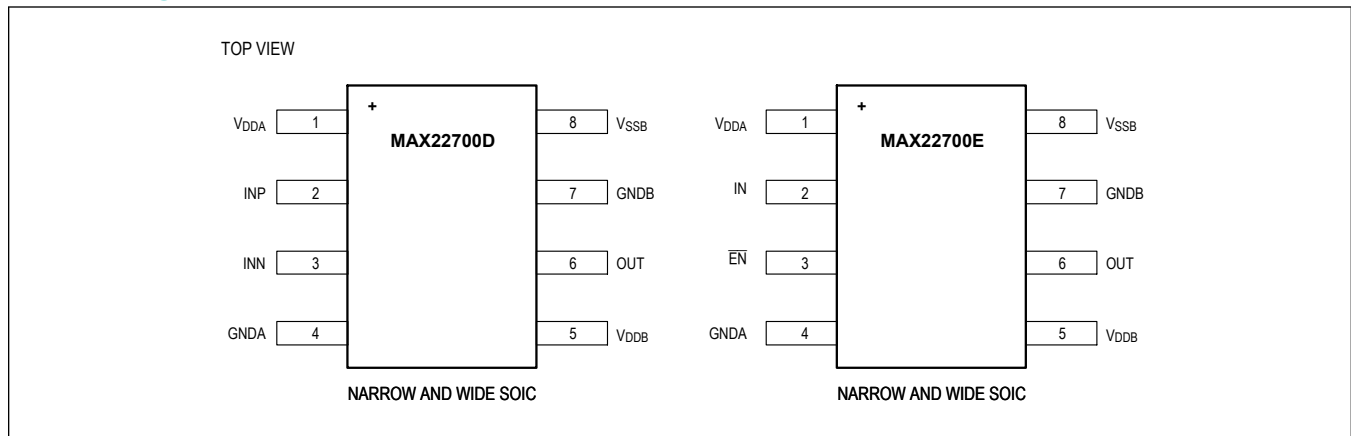 TOP VIEW
+
MAX22700D
VDDA 1
8 VSSB
INP 2
7 GNDB
INN 3
6 OUT
GNDA 4
5 VDDB
NARROW AND WIDE SOIC
+
MAX22700E
VDDA 1
8 VSSB
IN 2
7 GNDB
E̅N̅ 3
6 OUT
GNDA 4
5 VDDB
NARROW AND WIDE SOIC